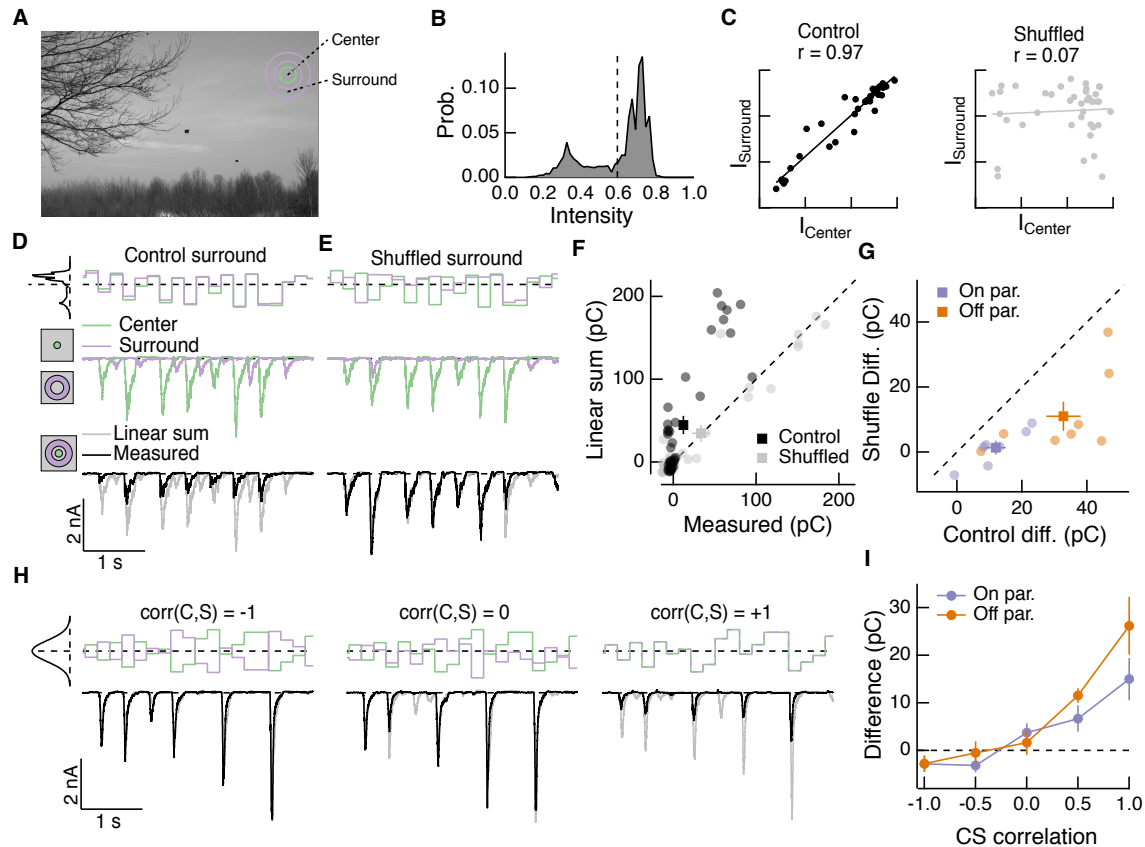 A
Center
Surround
B
Prob.
0.10
0.05
0.00
0.0 0.2 0.4 0.6 0.8 1.0
Intensity
C
Control
r = 0.97
I_Surround
I_Center
Shuffled
r = 0.07
I_Surround
I_Center
D
Control surround
Center
Surround
Linear sum
Measured
2 nA
1 s
E
Shuffled surround
F
Linear sum (pC)
200
100
0
Control
Shuffled
0 100 200
Measured (pC)
G
On par.
Off par.
Shuffle Diff. (pC)
40
20
0
0 20 40
Control diff. (pC)
H
corr(C,S) = -1
corr(C,S) = 0
corr(C,S) = +1
2 nA
1 s
I
On par.
Off par.
Difference (pC)
30
20
10
0
-1.0 -0.5 0.0 0.5 1.0
CS correlation